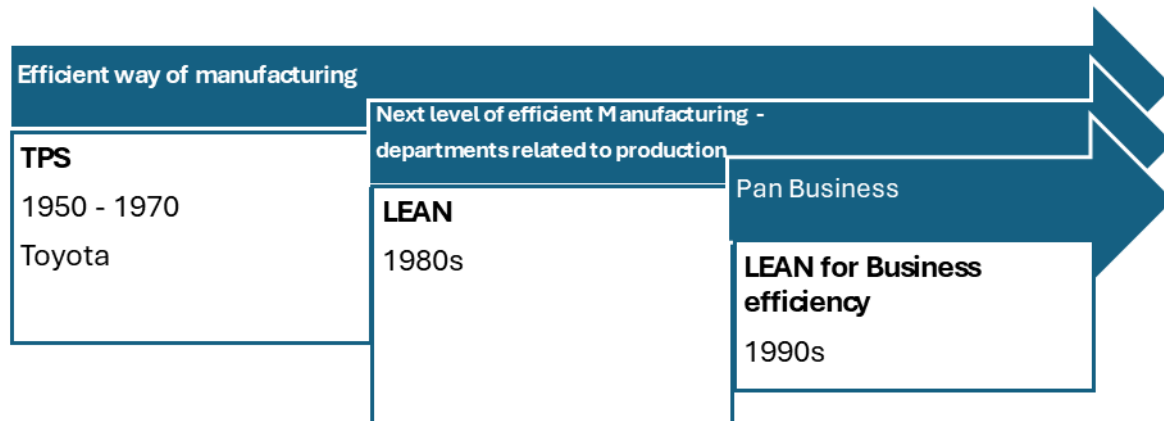 Efficient way of manufacturing
Next level of efficient Manufacturing -
departments related to production
TPS
1950 - 1970
Toyota
LEAN
1980s
Pan Business
LEAN for Business
efficiency
1990s